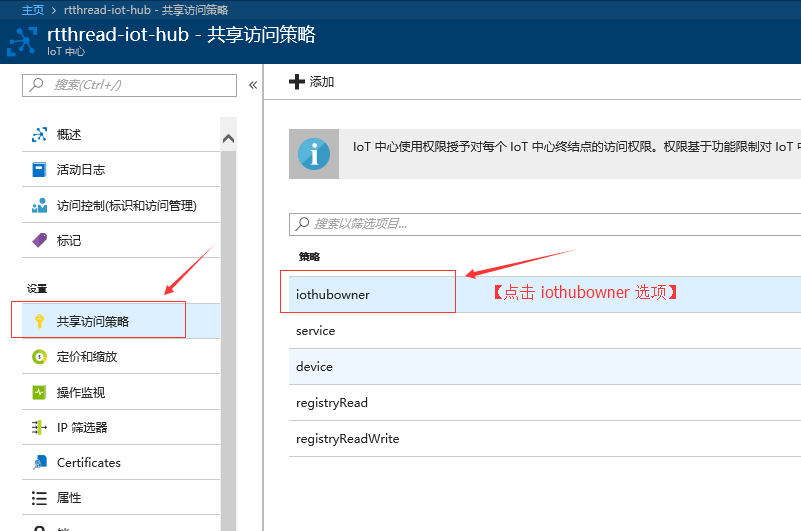 主页 > rtthread-iot-hub - 共享访问策略
rtthread-iot-hub - 共享访问策略
IoT 中心
搜索(Ctrl+/)
«
概述
活动日志
访问控制(标识和访问管理)
标记
设置
共享访问策略
定价和缩放
操作监视
IP 筛选器
Certificates
属性
添加
IoT 中心使用权限授予对每个 IoT 中心终结点的访问权限。权限基于功能限制对 IoT
搜索以筛选项目...
策略
iothubowner
【点击 iothubowner 选项】
service
device
registryRead
registryReadWrite